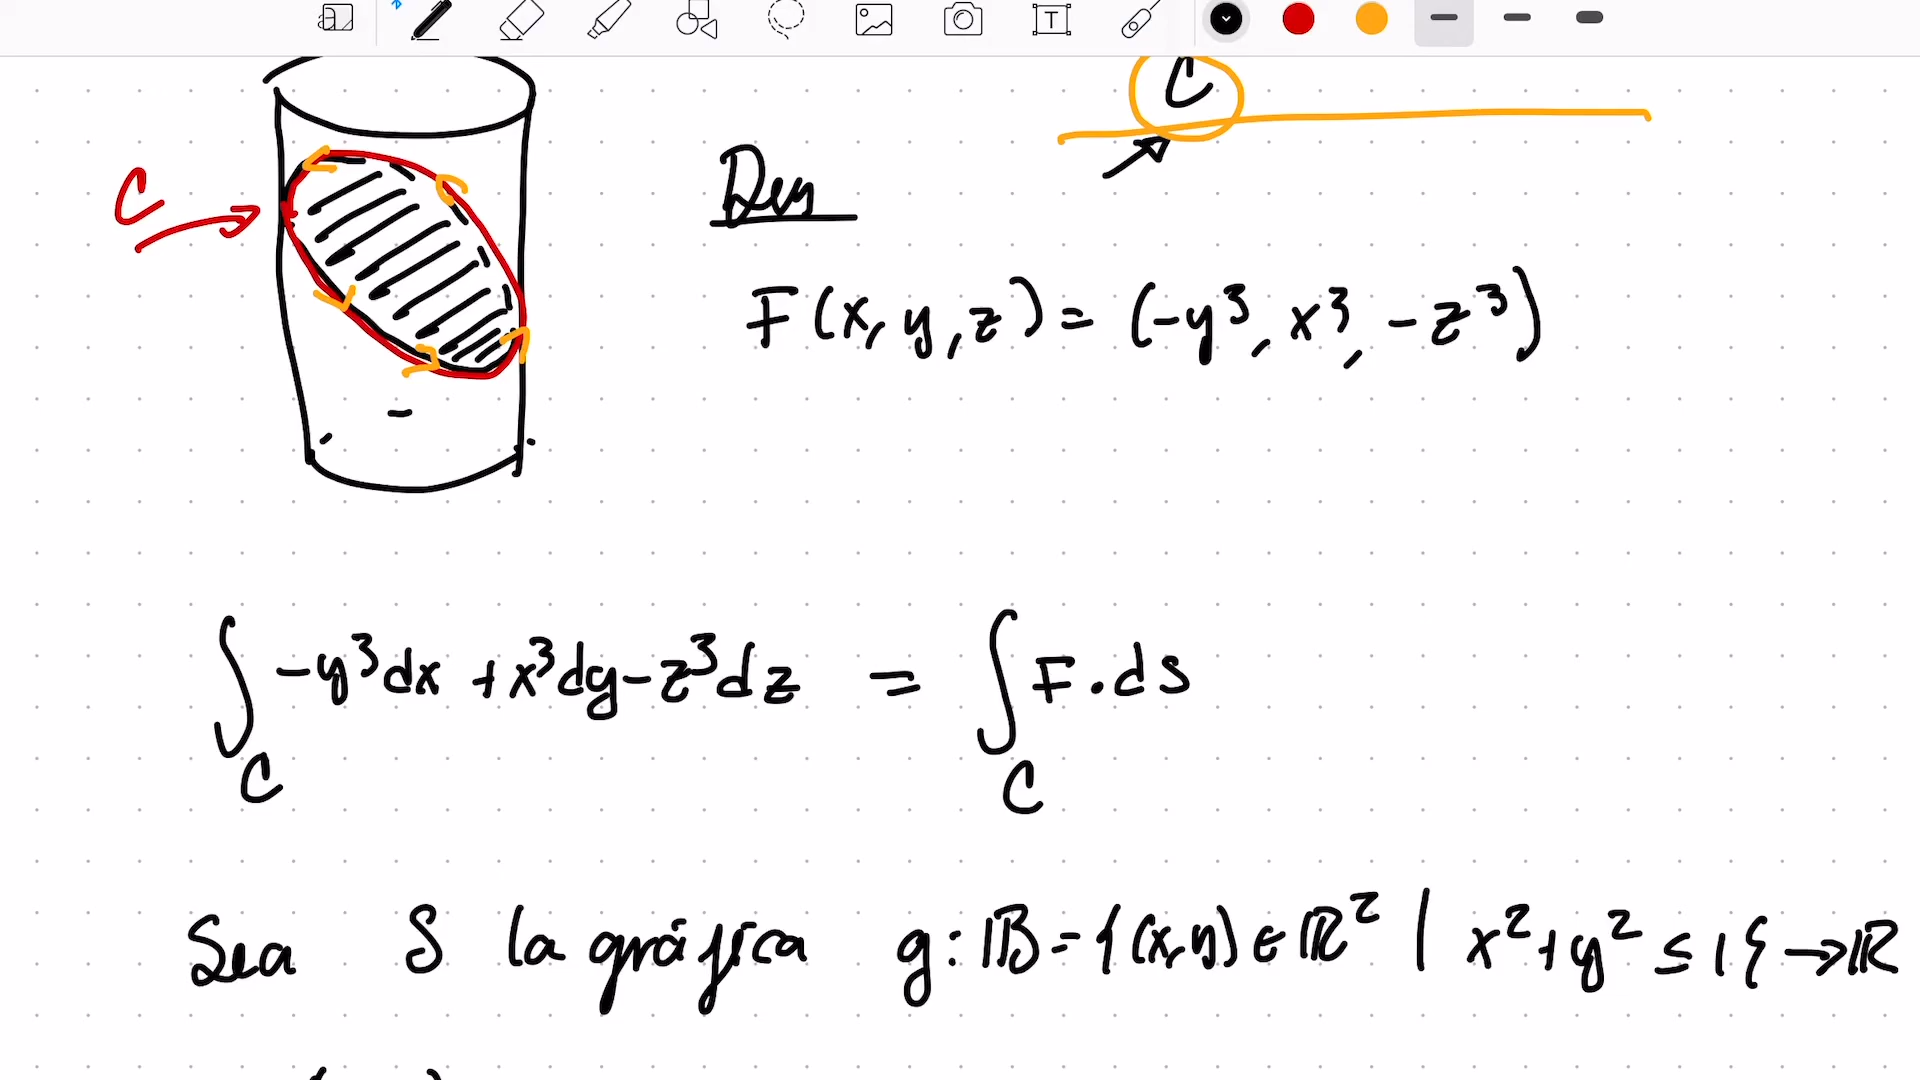 C
C
Dem
F(x, y, z) = (-y³, x³, -z³)
∫_C -y³dx + x³dy - z³dz = ∫_C F · ds
Sea S la gráfica g: B = {(x,y) ∈ ℝ² | x² + y² ≤ 1} → ℝ